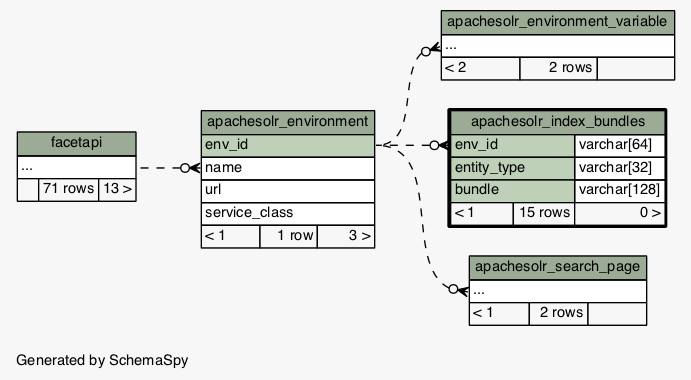 apachesolr_environment_variable
...
< 2 2 rows
apachesolr_environment
env_id
name
url
service_class
< 1 1 row 3 >
apachesolr_index_bundles
env_id varchar[64]
entity_type varchar[32]
bundle varchar[128]
< 1 15 rows 0 >
facetapi
...
71 rows 13 >
apachesolr_search_page
...
< 1 2 rows
Generated by SchemaSpy